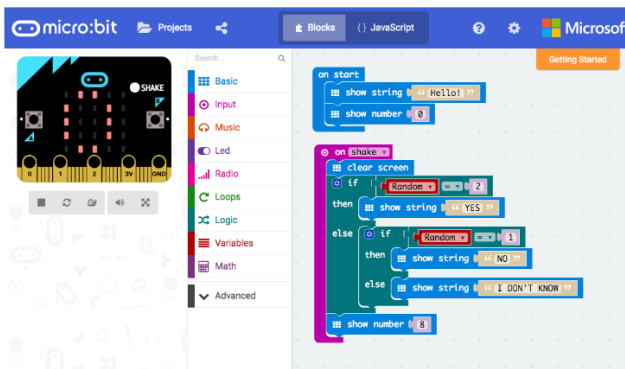 micro:bit Projects Blocks {} JavaScript ? Microsof
Getting Started
Search...
SHAKE
B
A
0 1 2 3V GND
Basic
Input
Music
Led
Radio
Loops
Logic
Variables
Math
Advanced
on start
show string “ Hello! ”
show number 0
on shake
clear screen
if Random = 2
then show string “ YES ”
else if Random = 1
then show string “ NO ”
else show string “ I DON'T KNOW ”
show number 8